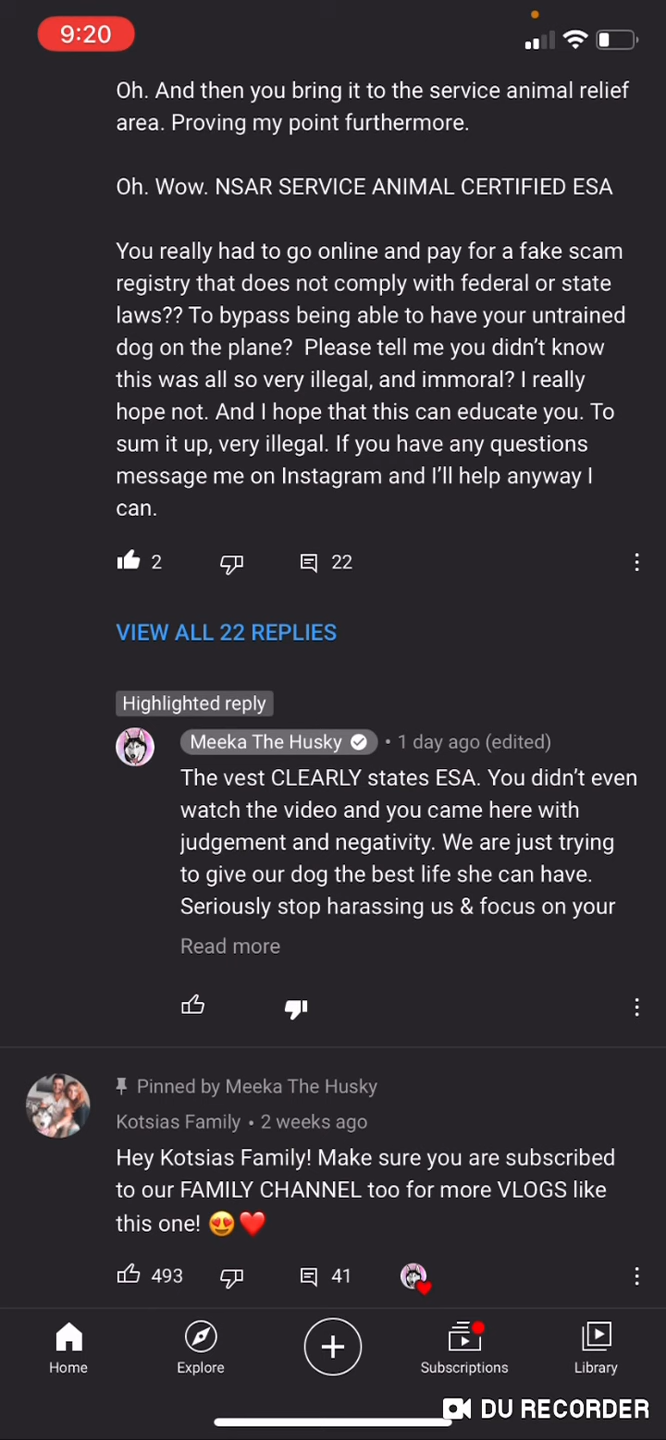 9:20
Oh. And then you bring it to the service animal relief
area. Proving my point furthermore.
Oh. Wow. NSAR SERVICE ANIMAL CERTIFIED ESA
You really had to go online and pay for a fake scam
registry that does not comply with federal or state
laws?? To bypass being able to have your untrained
dog on the plane?  Please tell me you didn’t know
this was all so very illegal, and immoral? I really
hope not. And I hope that this can educate you. To
sum it up, very illegal. If you have any questions
message me on Instagram and I’ll help anyway I
can.
2 22
VIEW ALL 22 REPLIES
Highlighted reply
Meeka The Husky • 1 day ago (edited)
The vest CLEARLY states ESA. You didn’t even
watch the video and you came here with
judgement and negativity. We are just trying
to give our dog the best life she can have.
Seriously stop harassing us & focus on your
Read more
Pinned by Meeka The Husky
Kotsias Family • 2 weeks ago
Hey Kotsias Family! Make sure you are subscribed
to our FAMILY CHANNEL too for more VLOGS like
this one! 😍❤️
493 41
Home Explore Subscriptions Library
DU RECORDER